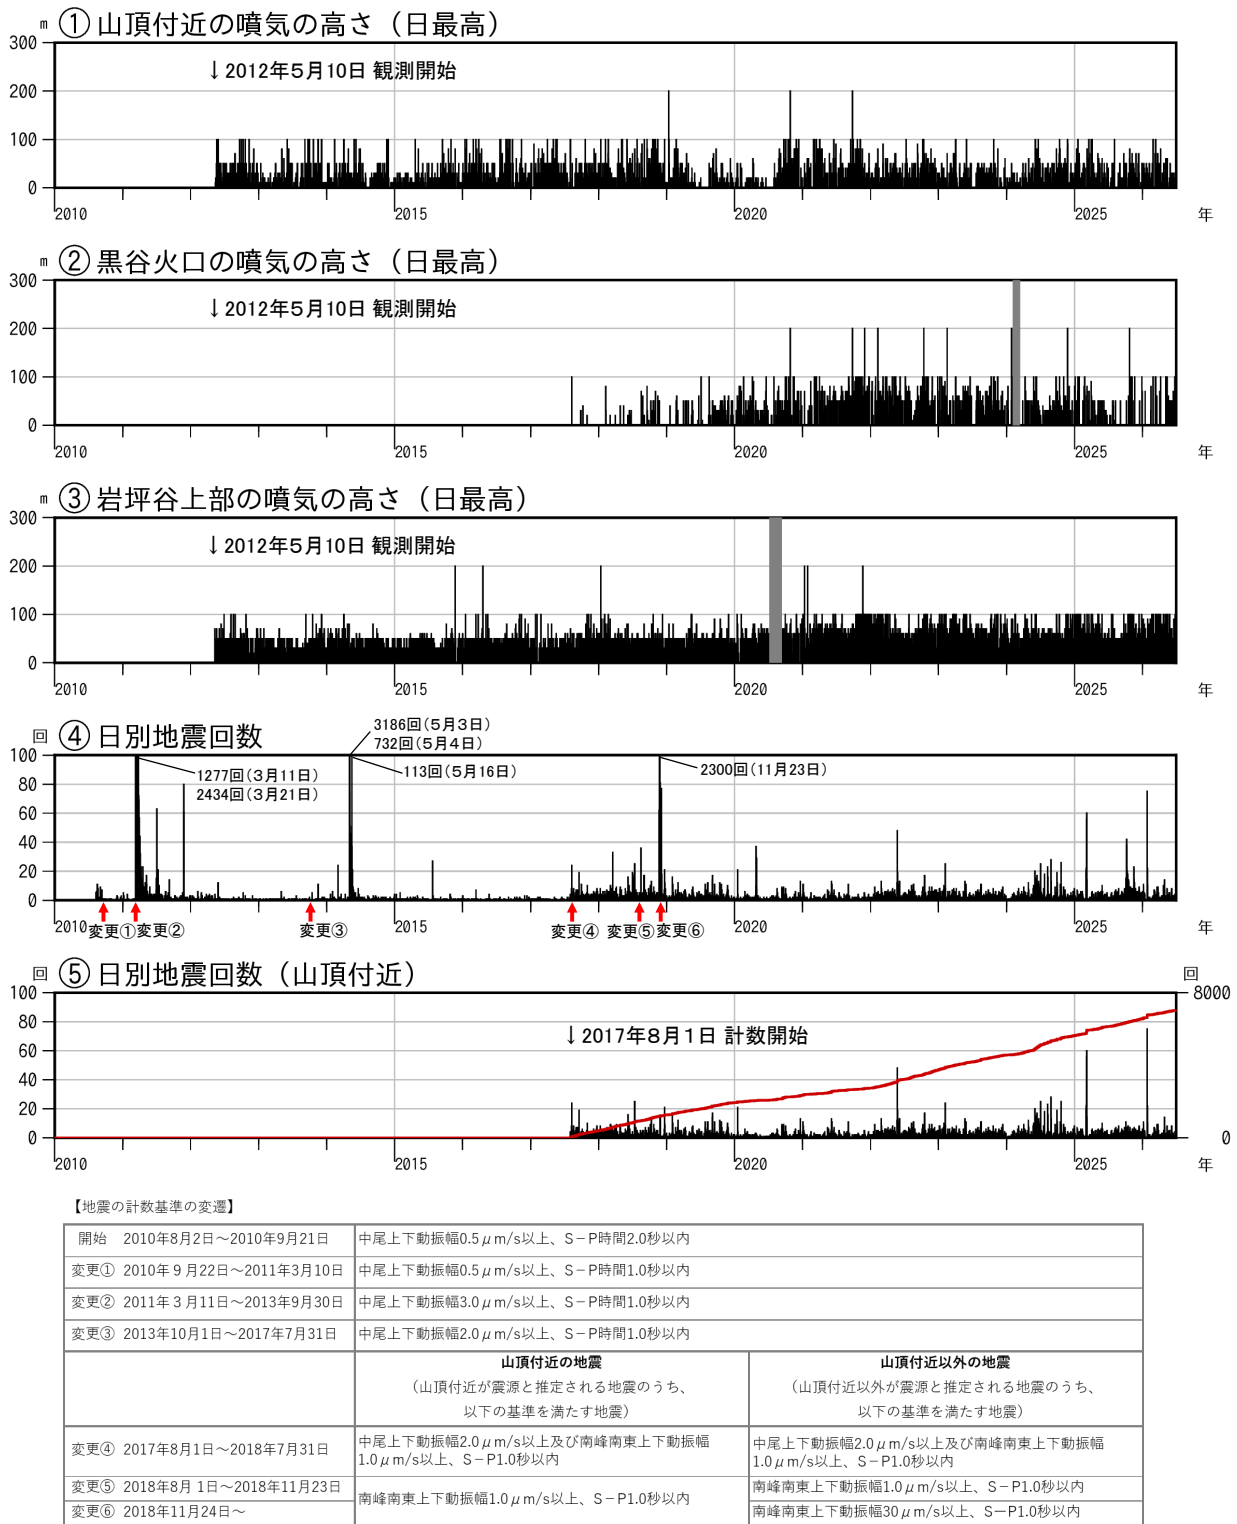 m ① 山頂付近の噴気の高さ（日最高）
300
↓2012年５月10日 観測開始
200
100
0
2010 2015 2020 2025 年
m ② 黒谷火口の噴気の高さ（日最高）
300
↓2012年５月10日 観測開始
200
100
0
2010 2015 2020 2025 年
m ③ 岩坪谷上部の噴気の高さ（日最高）
300
↓2012年５月10日 観測開始
200
100
0
2010 2015 2020 2025 年
回 ④ 日別地震回数
3186回（５月３日）
732回（５月４日）
100
1277回（３月11日）
113回（５月16日）
2300回（11月23日）
2434回（３月21日）
80
60
40
20
0
2010 2015 2020 2025 年
変更① 変更② 変更③ 変更④ 変更⑤ 変更⑥
回 ⑤ 日別地震回数（山頂付近） 回
100 8000
80
↓2017年８月１日 計数開始
60
40
20
0 0
2010 2015 2020 2025 年
【地震の計数基準の変遷】
開始 2010年8月2日～2010年9月21日 中尾上下動振幅0.5μm/s以上、S－P時間2.0秒以内
変更① 2010年９月22日～2011年3月10日 中尾上下動振幅0.5μm/s以上、S－P時間1.0秒以内
変更② 2011年３月11日～2013年9月30日 中尾上下動振幅3.0μm/s以上、S－P時間1.0秒以内
変更③ 2013年10月1日～2017年7月31日 中尾上下動振幅2.0μm/s以上、S－P時間1.0秒以内
山頂付近の地震 山頂付近以外の地震
（山頂付近が震源と推定される地震のうち、 （山頂付近以外が震源と推定される地震のうち、
以下の基準を満たす地震） 以下の基準を満たす地震）
変更④ 2017年8月1日～2018年7月31日
中尾上下動振幅2.0μm/s以上及び南峰南東上下動振幅
1.0μm/s以上、S－P1.0秒以内
中尾上下動振幅2.0μm/s以上及び南峰南東上下動振幅
1.0μm/s以上、S－P1.0秒以内
変更⑤ 2018年8月 1日～2018年11月23日
南峰南東上下動振幅1.0μm/s以上、S－P1.0秒以内
南峰南東上下動振幅1.0μm/s以上、S－P1.0秒以内
変更⑥ 2018年11月24日～
南峰南東上下動振幅30μm/s以上、S―P1.0秒以内